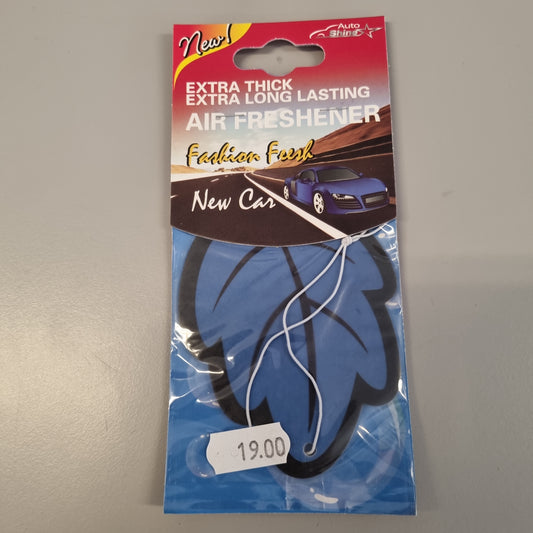 New!
Auto
Shine
EXTRA THICK
EXTRA LONG LASTING
AIR FRESHENER
Fashion Fresh
New Car
19.00